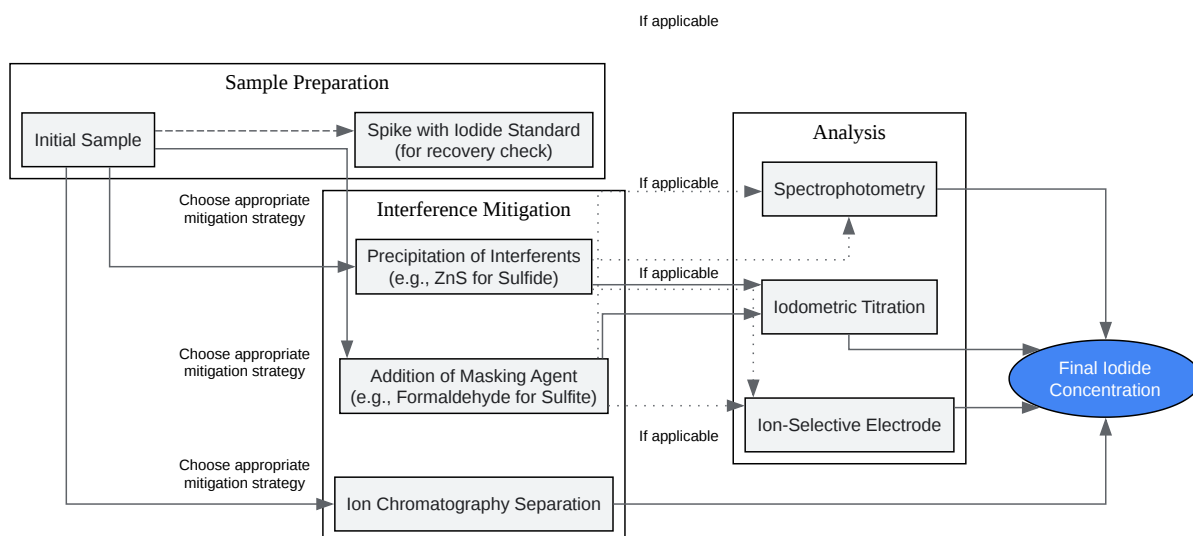 If applicable
Sample Preparation
Initial Sample
Spike with Iodide Standard
(for recovery check)
Analysis
Choose appropriate
mitigation strategy
Interference Mitigation
If applicable
Spectrophotometry
Precipitation of Interferents
(e.g., ZnS for Sulfide)
If applicable
Iodometric Titration
Choose appropriate
mitigation strategy
Addition of Masking Agent
(e.g., Formaldehyde for Sulfite)
If applicable
Ion-Selective Electrode
Final Iodide
Concentration
Choose appropriate
mitigation strategy
Ion Chromatography Separation